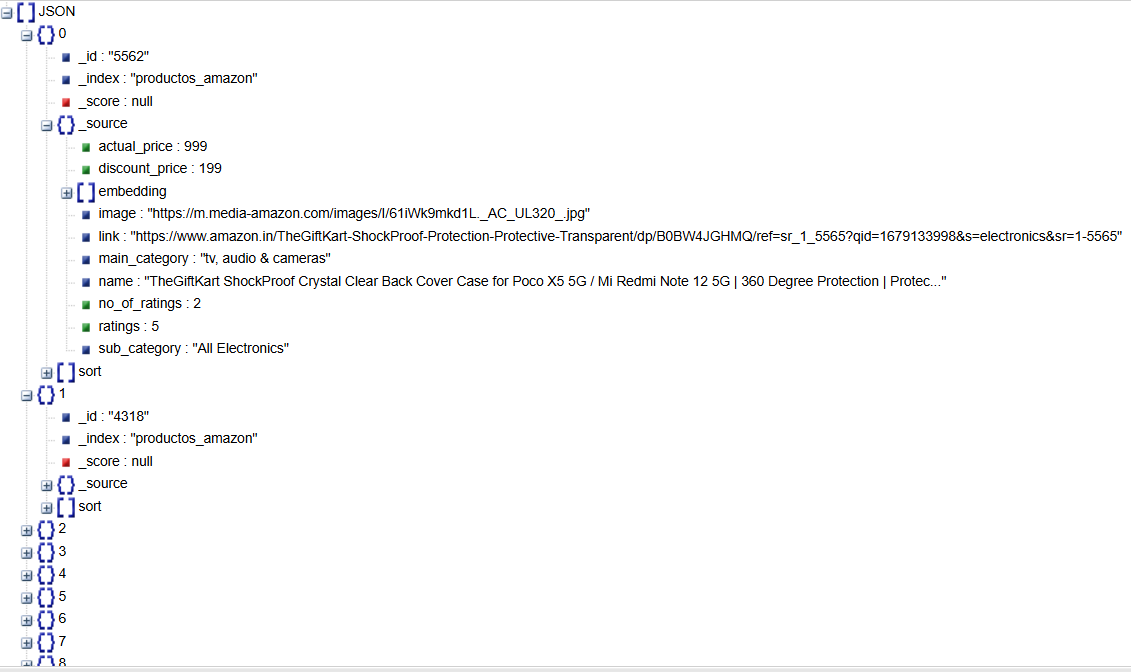 JSON
0
_id : "5562"
_index : "productos_amazon"
_score : null
_source
actual_price : 999
discount_price : 199
embedding
image : "https://m.media-amazon.com/images/I/61iWk9mkd1L._AC_UL320_.jpg"
link : "https://www.amazon.in/TheGiftKart-ShockProof-Protection-Protective-Transparent/dp/B0BW4JGHMQ/ref=sr_1_5565?qid=1679133998&s=electronics&sr=1-5565"
main_category : "tv, audio & cameras"
name : "TheGiftKart ShockProof Crystal Clear Back Cover Case for Poco X5 5G / Mi Redmi Note 12 5G | 360 Degree Protection | Protec..."
no_of_ratings : 2
ratings : 5
sub_category : "All Electronics"
sort
1
_id : "4318"
_index : "productos_amazon"
_score : null
_source
sort
2
3
4
5
6
7
8